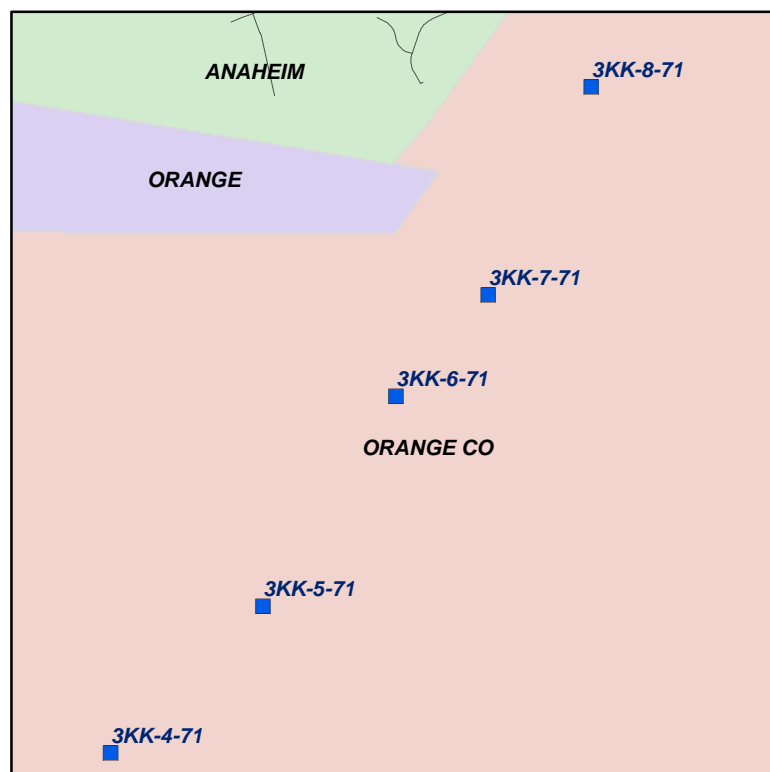 3KK-8-71
ANAHEIM
ORANGE
3KK-7-71
3KK-6-71
ORANGE CO
3KK-5-71
3KK-4-71